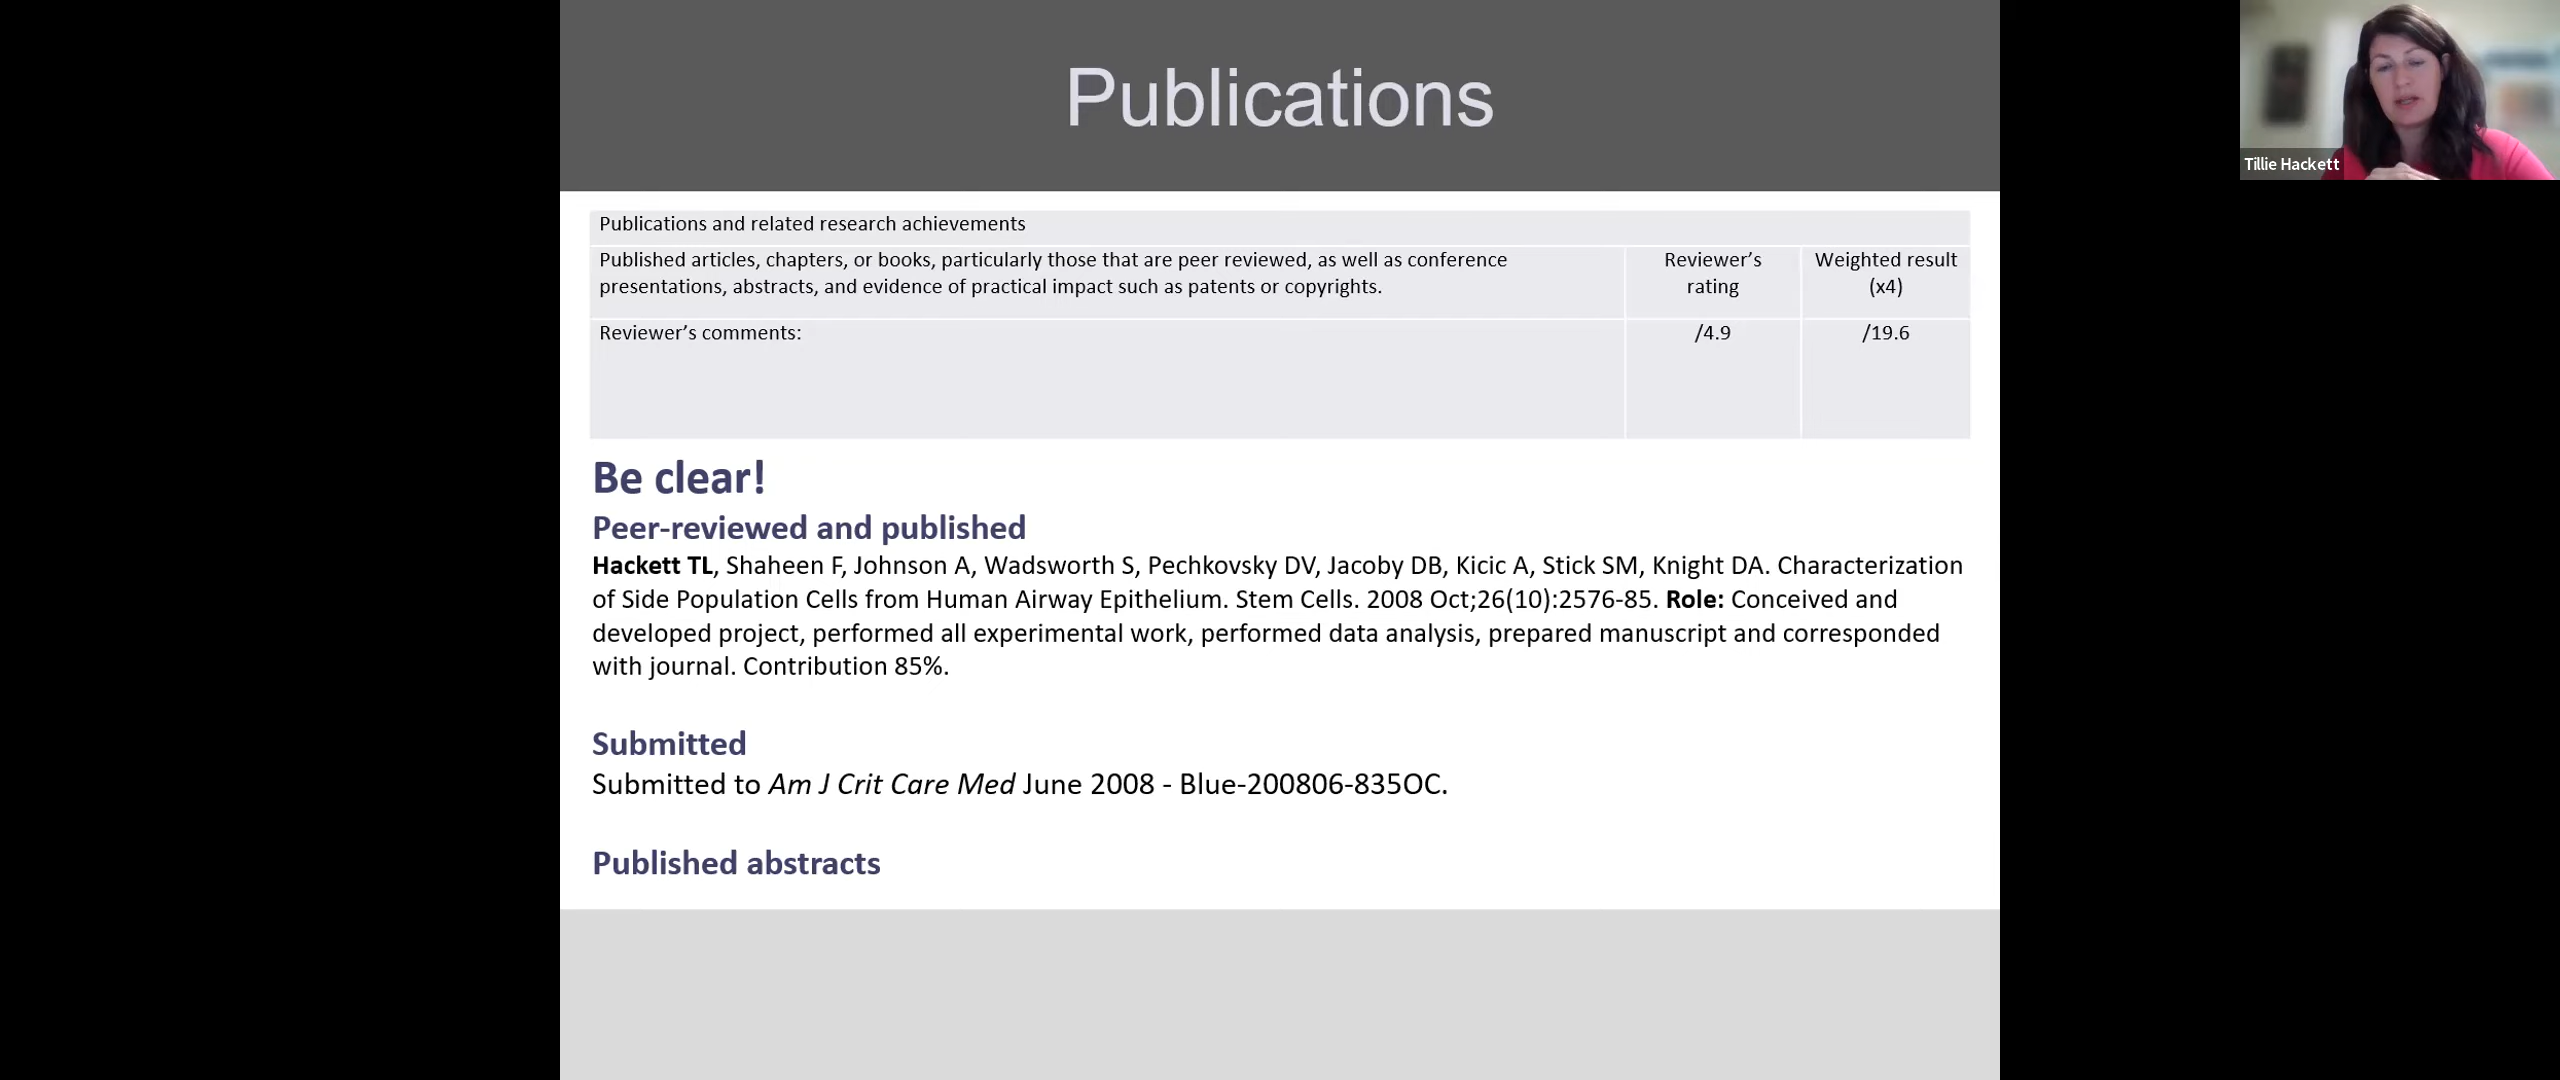 Publications
Tillie Hackett
Publications and related research achievements
Published articles, chapters, or books, particularly those that are peer reviewed, as well as conference
presentations, abstracts, and evidence of practical impact such as patents or copyrights.
Reviewer’s
rating
Weighted result
(x4)
Reviewer’s comments:
/4.9
/19.6
Be clear!
Peer-reviewed and published
Hackett TL, Shaheen F, Johnson A, Wadsworth S, Pechkovsky DV, Jacoby DB, Kicic A, Stick SM, Knight DA. Characterization
of Side Population Cells from Human Airway Epithelium. Stem Cells. 2008 Oct;26(10):2576-85. Role: Conceived and
developed project, performed all experimental work, performed data analysis, prepared manuscript and corresponded
with journal. Contribution 85%.
Submitted
Submitted to Am J Crit Care Med June 2008 - Blue-200806-835OC.
Published abstracts